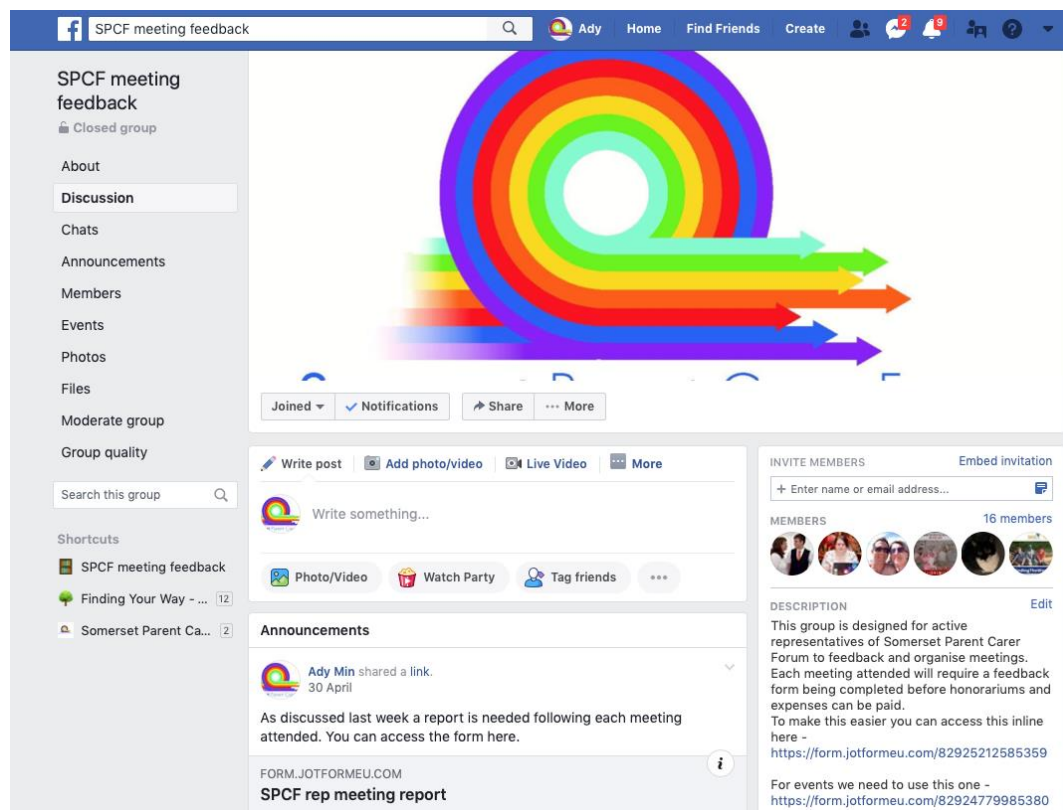 SPCF meeting feedback
Ady
Home
Find Friends
Create
2
9
SPCF meeting
feedback
Closed group
About
Discussion
Chats
Announcements
Members
Events
Photos
Files
Moderate group
Group quality
Search this group
Shortcuts
SPCF meeting feedback
Finding Your Way - ... 12
Somerset Parent Ca... 2
Joined
Notifications
Share
More
Write post
Add photo/video
Live Video
More
Write something...
Photo/Video
Watch Party
Tag friends
Announcements
Ady Min shared a link.
30 April
As discussed last week a report is needed following each meeting
attended. You can access the form here.
FORM.JOTFORMEU.COM
SPCF rep meeting report
INVITE MEMBERS
Embed invitation
+ Enter name or email address...
MEMBERS
16 members
DESCRIPTION
Edit
This group is designed for active
representatives of Somerset Parent Carer
Forum to feedback and organise meetings.
Each meeting attended will require a feedback
form being completed before honorariums and
expenses can be paid.
To make this easier you can access this inline
here -
https://form.jotformeu.com/82925212585359
For events we need to use this one -
https://form.jotformeu.com/82924779985380